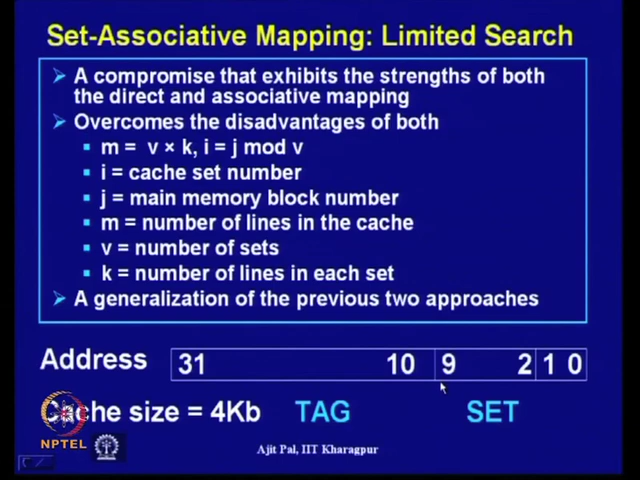 Set-Associative Mapping: Limited Search
A compromise that exhibits the strengths of both
the direct and associative mapping
Overcomes the disadvantages of both
m = v × k, i = j mod v
i = cache set number
j = main memory block number
m = number of lines in the cache
v = number of sets
k = number of lines in each set
A generalization of the previous two approaches
Address 31 10 9 2 1 0
Cache size = 4Kb TAG SET
NPTEL
Ajit Pal, IIT Kharagpur